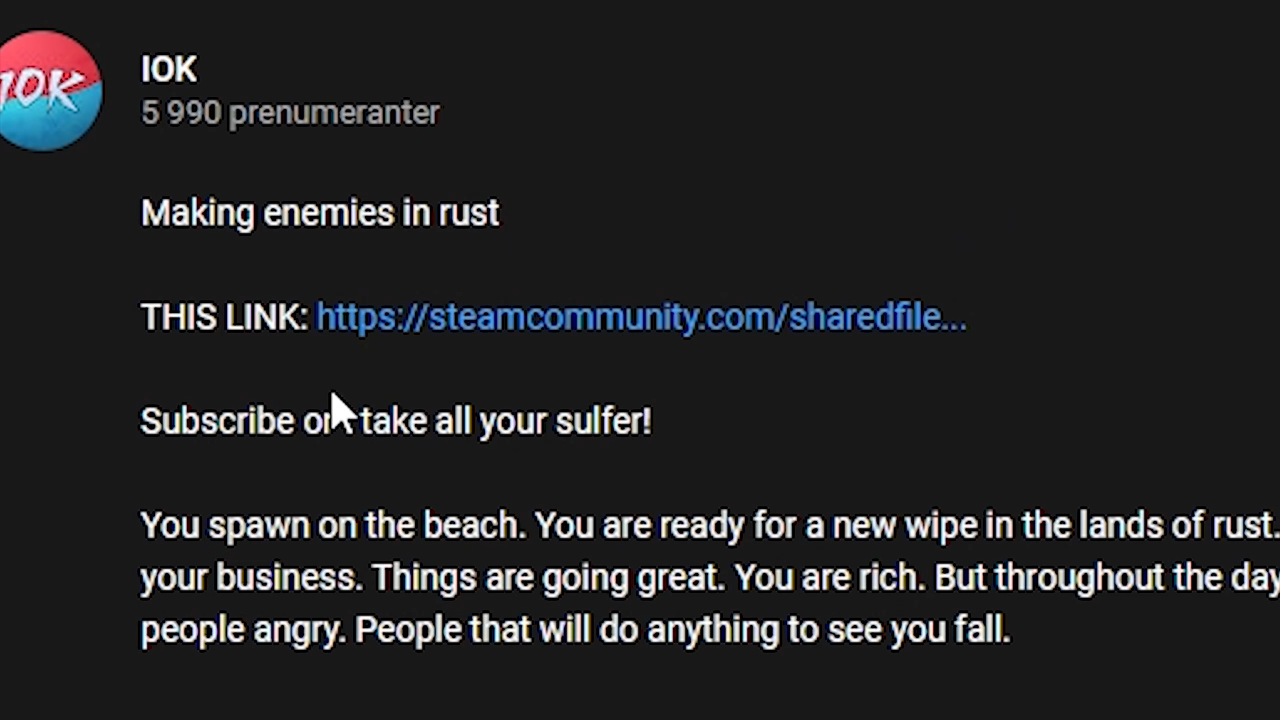 IOK
IOK
5 990 prenumeranter
Making enemies in rust
THIS LINK: https://steamcommunity.com/sharedfile...
Subscribe or take all your sulfer!
You spawn on the beach. You are ready for a new wipe in the lands of rust.
your business. Things are going great. You are rich. But throughout the day
people angry. People that will do anything to see you fall.